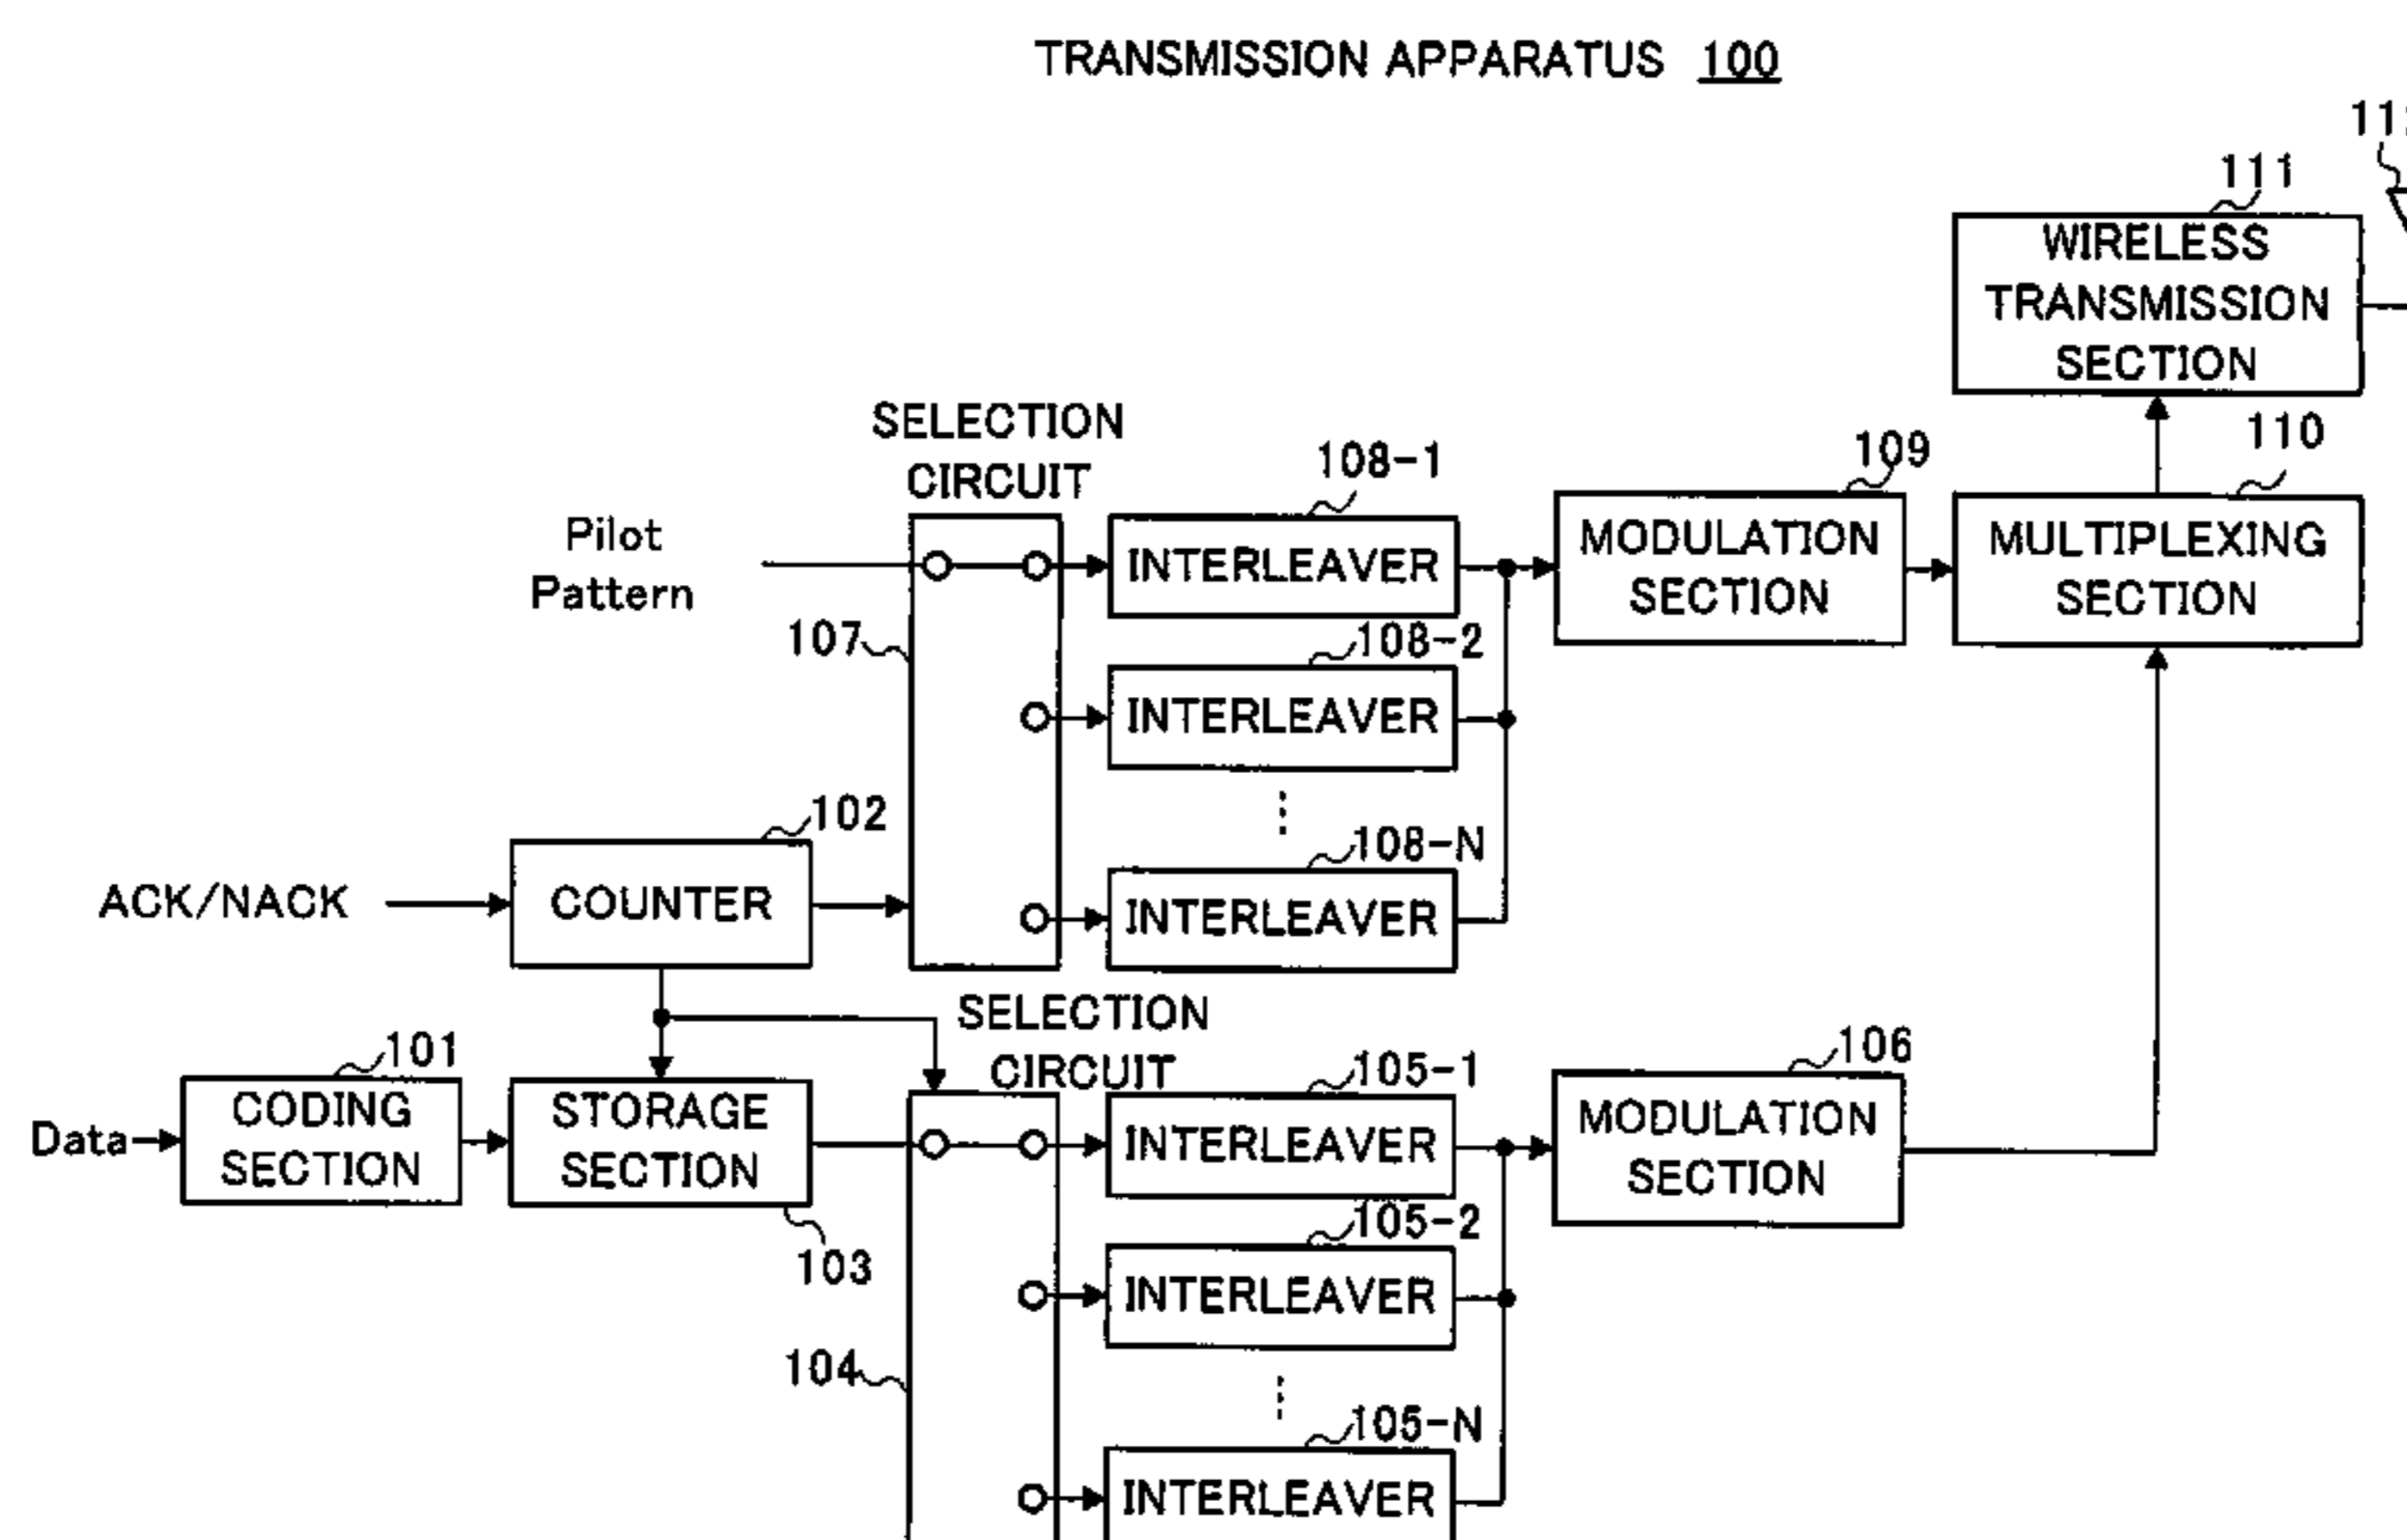 TRANSMISSION APPARATUS 100
111
WIRELESS
TRANSMISSION
SECTION
SELECTION
CIRCUIT
108-1
109
110
Pilot
Pattern
INTERLEAVER
MODULATION
SECTION
MULTIPLEXING
SECTION
107
108-2
INTERLEAVER
102
108-N
ACK/NACK
COUNTER
INTERLEAVER
SELECTION
CIRCUIT
101
105-1
106
Data
CODING
SECTION
STORAGE
SECTION
INTERLEAVER
MODULATION
SECTION
103
105-2
INTERLEAVER
104
105-N
INTERLEAVER